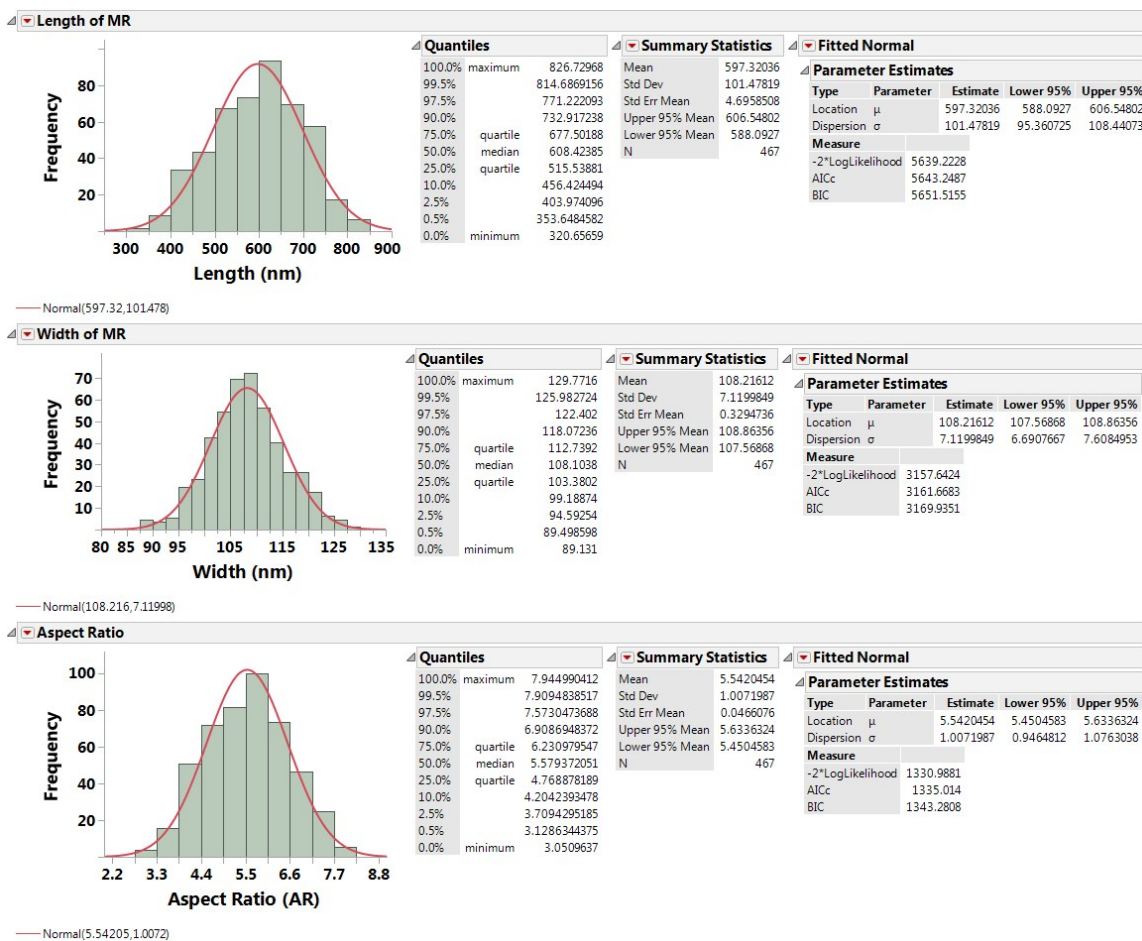 Length of MR
Frequency
80
60
40
20
300 400 500 600 700 800 900
Length (nm)
Normal(597.32,101.478)
Quantiles
100.0% maximum 826.72968
99.5% 814.6869156
97.5% 771.222093
90.0% 732.917238
75.0% quartile 677.50188
50.0% median 608.42385
25.0% quartile 515.53881
10.0% 456.424494
2.5% 403.974096
0.5% 353.6484582
0.0% minimum 320.65659
Summary Statistics
Mean 597.32036
Std Dev 101.47819
Std Err Mean 4.6958508
Upper 95% Mean 606.54802
Lower 95% Mean 588.0927
N 467
Fitted Normal
Parameter Estimates
Type Parameter Estimate Lower 95% Upper 95%
Location μ 597.32036 588.0927 606.54802
Dispersion σ 101.47819 95.360725 108.44073
Measure
-2*LogLikelihood 5639.2228
AICc 5643.2487
BIC 5651.5155
Width of MR
Frequency
70
60
50
40
30
20
10
80 85 90 95 105 115 125 135
Width (nm)
Normal(108.216,7.11998)
Quantiles
100.0% maximum 129.7716
99.5% 125.982724
97.5% 122.402
90.0% 118.07236
75.0% quartile 112.7392
50.0% median 108.1038
25.0% quartile 103.3802
10.0% 99.18874
2.5% 94.59254
0.5% 89.498598
0.0% minimum 89.131
Summary Statistics
Mean 108.21612
Std Dev 7.1199849
Std Err Mean 0.3294736
Upper 95% Mean 108.86356
Lower 95% Mean 107.56868
N 467
Fitted Normal
Parameter Estimates
Type Parameter Estimate Lower 95% Upper 95%
Location μ 108.21612 107.56868 108.86356
Dispersion σ 7.1199849 6.6907667 7.6084953
Measure
-2*LogLikelihood 3157.6424
AICc 3161.6683
BIC 3169.9351
Aspect Ratio
Frequency
100
80
60
40
20
2.2 3.3 4.4 5.5 6.6 7.7 8.8
Aspect Ratio (AR)
Normal(5.54205,1.0072)
Quantiles
100.0% maximum 7.944990412
99.5% 7.9094838517
97.5% 7.5730473688
90.0% 6.9086948372
75.0% quartile 6.230979547
50.0% median 5.579372051
25.0% quartile 4.768878189
10.0% 4.2042393478
2.5% 3.7094295185
0.5% 3.1286344375
0.0% minimum 3.0509637
Summary Statistics
Mean 5.5420454
Std Dev 1.0071987
Std Err Mean 0.0466076
Upper 95% Mean 5.6336324
Lower 95% Mean 5.4504583
N 467
Fitted Normal
Parameter Estimates
Type Parameter Estimate Lower 95% Upper 95%
Location μ 5.5420454 5.4504583 5.6336324
Dispersion σ 1.0071987 0.9464812 1.0763038
Measure
-2*LogLikelihood 1330.9881
AICc 1335.014
BIC 1343.2808